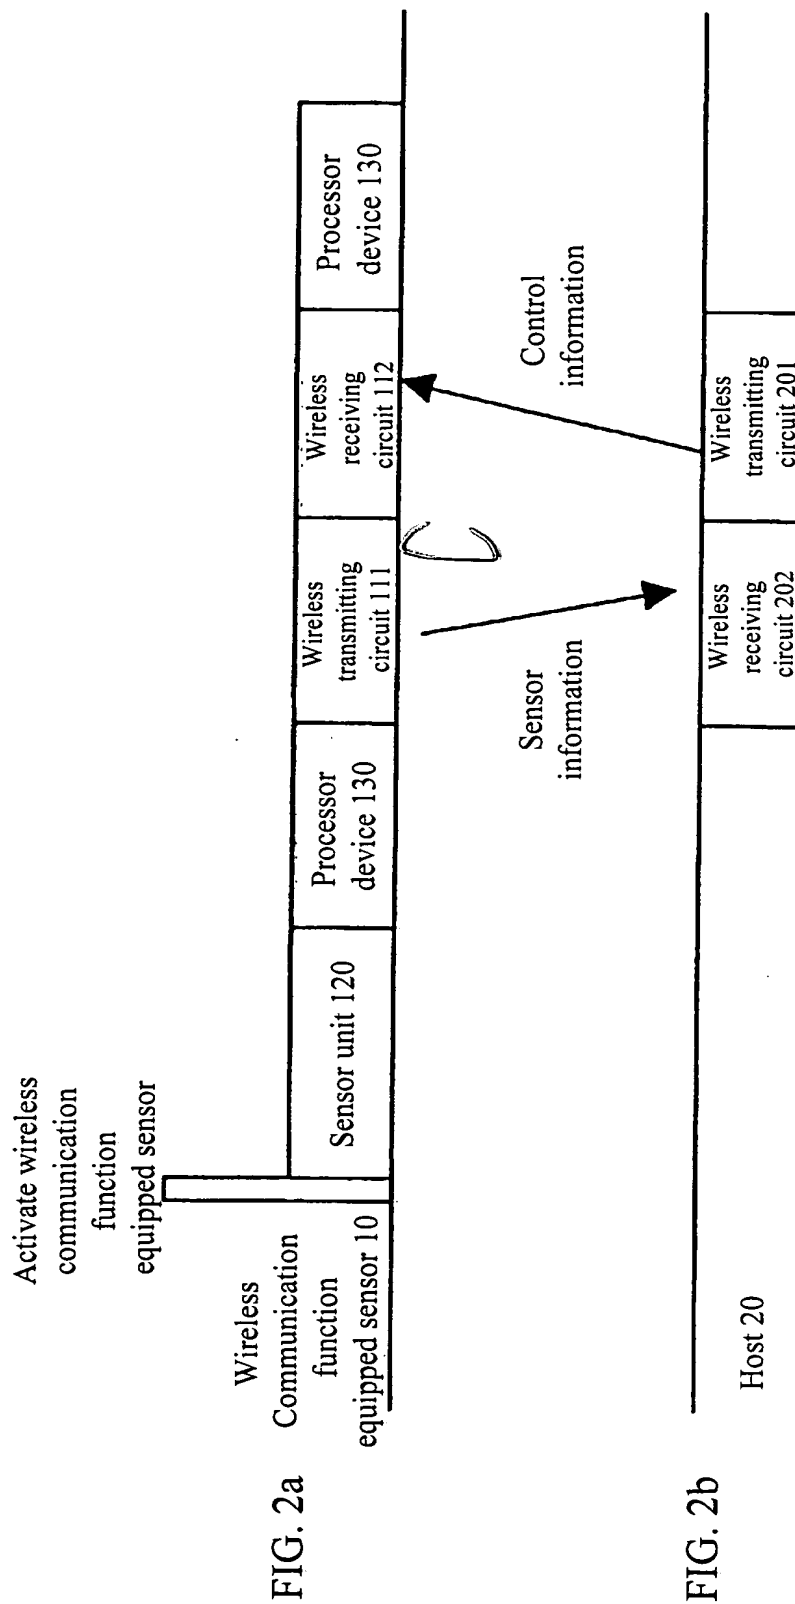 Activate wireless
communication
function
equipped sensor
FIG. 2a
Wireless
Communication
function
equipped sensor 10
Sensor unit 120
Processor
device 130
Wireless
transmitting
circuit 111
Wireless
receiving
circuit 112
Processor
device 130
Sensor
information
Control
information
FIG. 2b
Host 20
Wireless
receiving
circuit 202
Wireless
transmitting
circuit 201